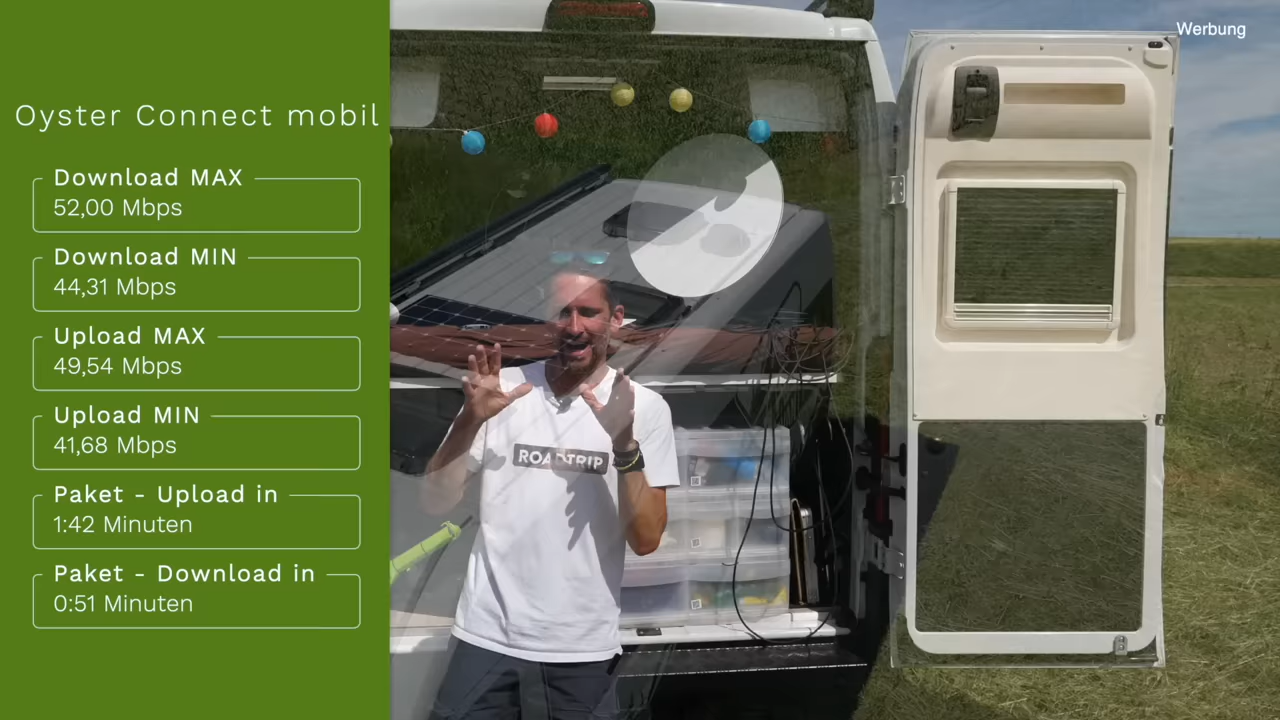 Werbung
Oyster Connect mobil
Download MAX
52,00 Mbps
Download MIN
44,31 Mbps
Upload MAX
49,54 Mbps
Upload MIN
41,68 Mbps
Paket - Upload in
1:42 Minuten
Paket - Download in
0:51 Minuten
ROADTRIP